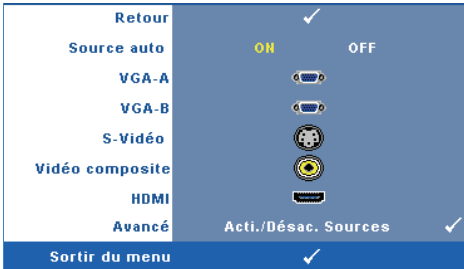 Retour
Source auto ON OFF
VGA-A
VGA-B
S-Vidéo
Vidéo composite
HDMI
Avancé Acti./Désac. Sources
Sortir du menu